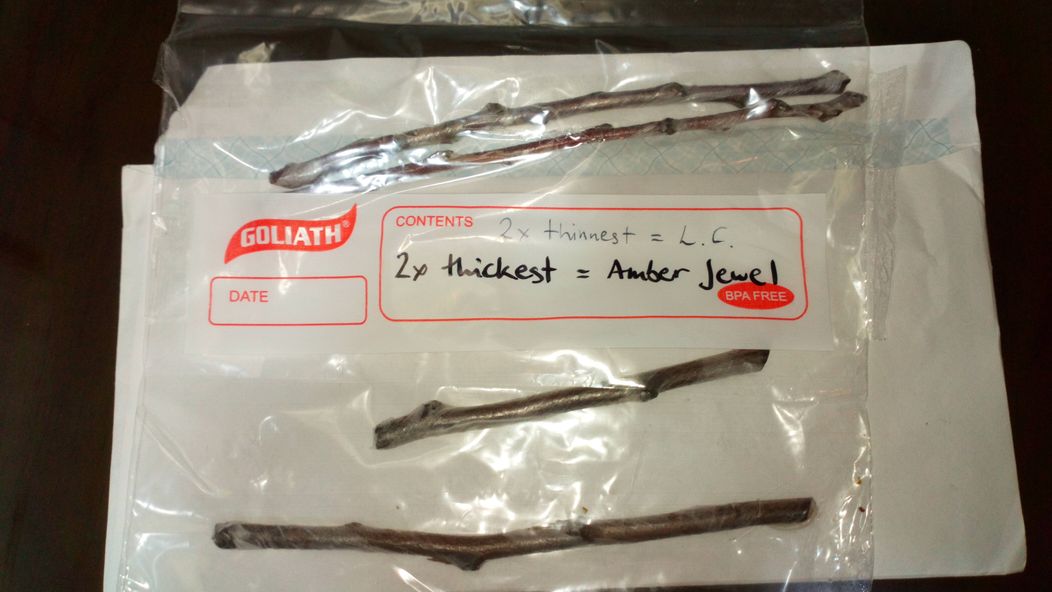 GOLIATH®
CONTENTS 2x thinnest = L.C.
2x thickest = Amber Jewel
DATE
BPA FREE